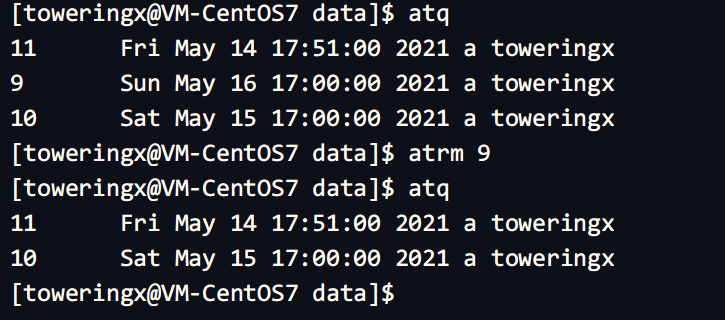 [toweringx@VM-CentOS7 data]$ atq
11      Fri May 14 17:51:00 2021 a toweringx
9       Sun May 16 17:00:00 2021 a toweringx
10      Sat May 15 17:00:00 2021 a toweringx
[toweringx@VM-CentOS7 data]$ atrm 9
[toweringx@VM-CentOS7 data]$ atq
11      Fri May 14 17:51:00 2021 a toweringx
10      Sat May 15 17:00:00 2021 a toweringx
[toweringx@VM-CentOS7 data]$